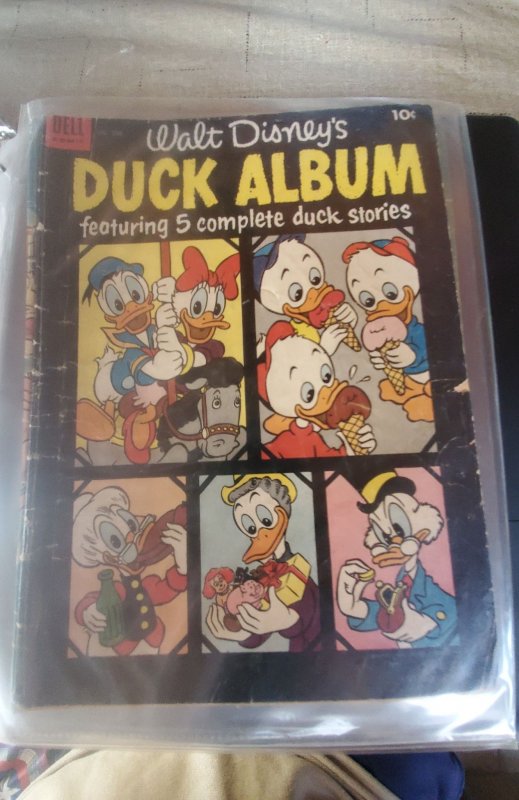 DELL
10¢
Walt Disney's
DUCK ALBUM
featuring 5 complete duck stories